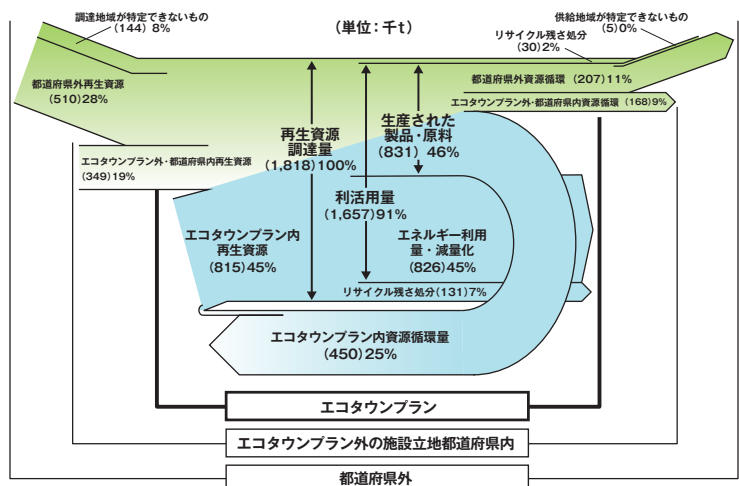 調達地域が特定できないもの
(144) 8%
(単位：千t)
供給地域が特定できないもの
(5)0%
リサイクル残さ処分
(30)2%
都道府県外再生資源
(510)28%
都道府県外資源循環 (207)11%
エコタウンプラン外・都道府県内資源循環 (168)9%
再生資源
調達量
(1,818)100%
生産された
製品・原料
(831) 46%
エコタウンプラン外・都道府県内再生資源
(349)19%
利活用量
(1,657)91%
エコタウンプラン内
再生資源
(815)45%
エネルギー利用
量・減量化
(826)45%
リサイクル残さ処分(131)7%
エコタウンプラン内資源循環量
(450)25%
エコタウンプラン
エコタウンプラン外の施設立地都道府県内
都道府県外